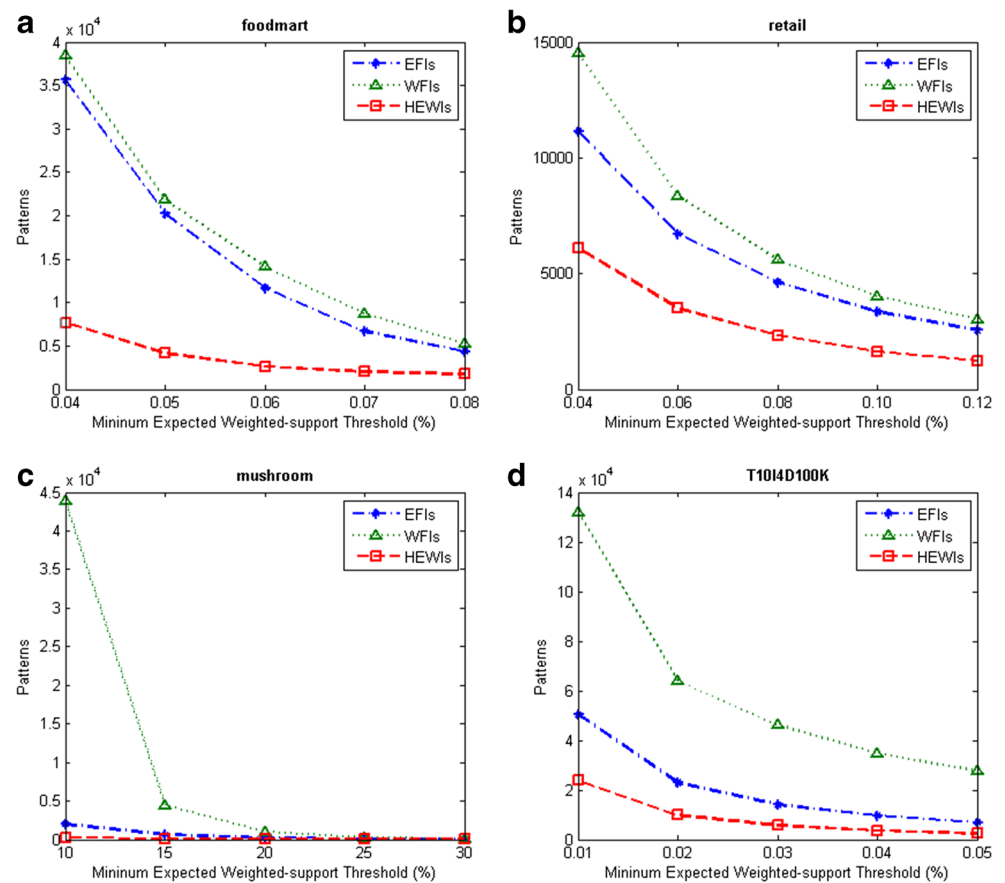 a
foodmart
x 10^4
4
3.5
3
2.5
2
1.5
1
0.5
0
Patterns
EFIs
WFIs
HEWIs
0.04 0.05 0.06 0.07 0.08
Mininum Expected Weighted-support Threshold (%)
b
retail
15000
10000
5000
0
Patterns
EFIs
WFIs
HEWIs
0.04 0.06 0.08 0.10 0.12
Mininum Expected Weighted-support Threshold (%)
c
mushroom
x 10^4
4.5
4
3.5
3
2.5
2
1.5
1
0.5
0
Patterns
EFIs
WFIs
HEWIs
10 15 20 25 30
Mininum Expected Weighted-support Threshold (%)
d
T10I4D100K
x 10^4
14
12
10
8
6
4
2
0
Patterns
EFIs
WFIs
HEWIs
0.01 0.02 0.03 0.04 0.05
Mininum Expected Weighted-support Threshold (%)